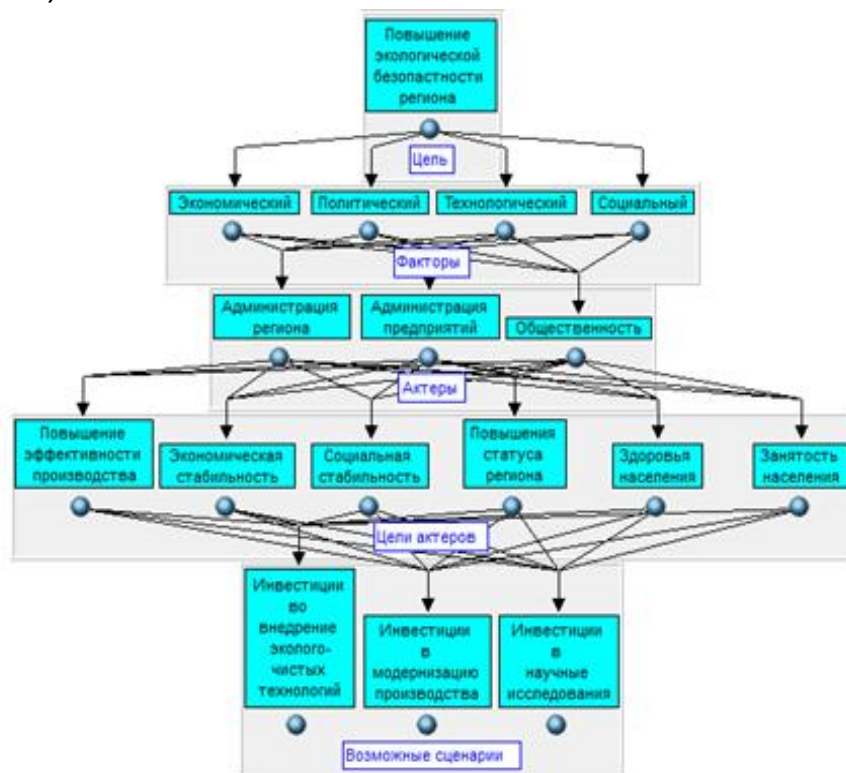 )
Повышение
экологической
безопастности
региона
Цель
Экономический
Политический
Технологический
Социальный
Факторы
Администрация
региона
Администрация
предприятий
Общественность
Актеры
Повышение
эффективности
производства
Экономическая
стабильность
Социальная
стабильность
Повышения
статуса
региона
Здоровья
населения
Занятость
населения
Цели актеров
Инвестиции
во
внедрение
эколого-
чистых
технологий
Инвестиции
в
модернизацию
производства
Инвестиции
в
научные
исследования
Возможные сценарии